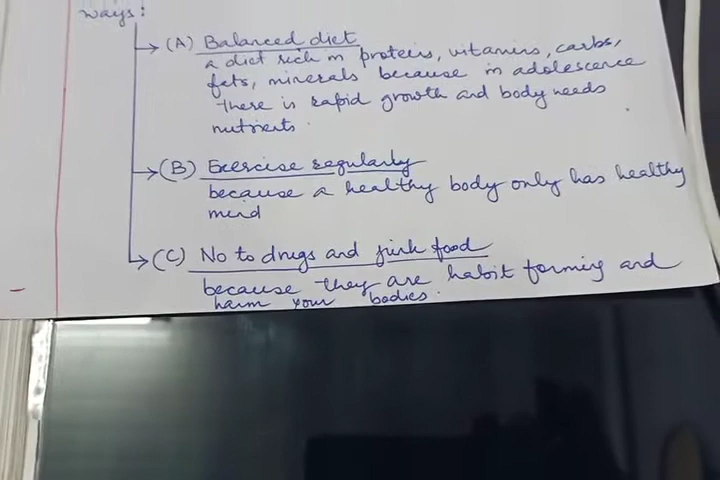 ways:
(A) Balanced diet
a diet rich in proteins, vitamins, carbs,
fats, minerals because in adolescence
there is rapid growth and body needs
nutrients.
(B) Exercise regularly
because a healthy body only has healthy
mind
(C) No to drugs and junk food
because they are habit forming and
harm your bodies.